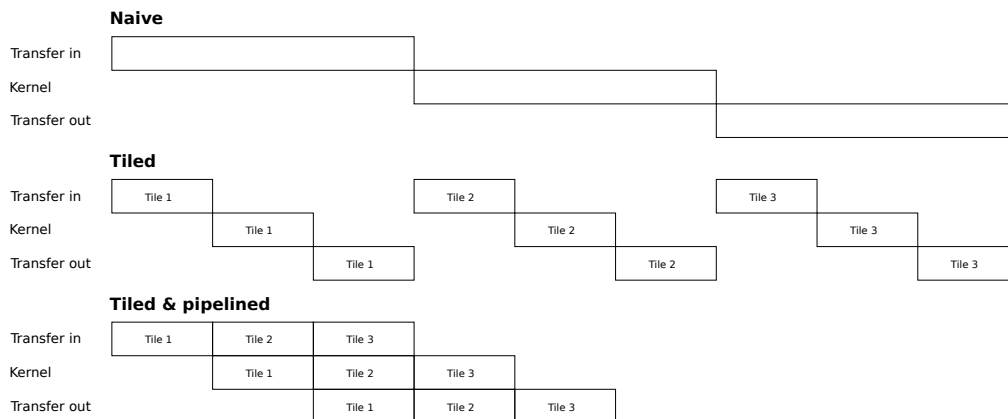 Naive
Transfer in
Kernel
Transfer out
Tiled
Transfer in Tile 1 Tile 2 Tile 3
Kernel Tile 1 Tile 2 Tile 3
Transfer out Tile 1 Tile 2 Tile 3
Tiled & pipelined
Transfer in Tile 1 Tile 2 Tile 3
Kernel Tile 1 Tile 2 Tile 3
Transfer out Tile 1 Tile 2 Tile 3